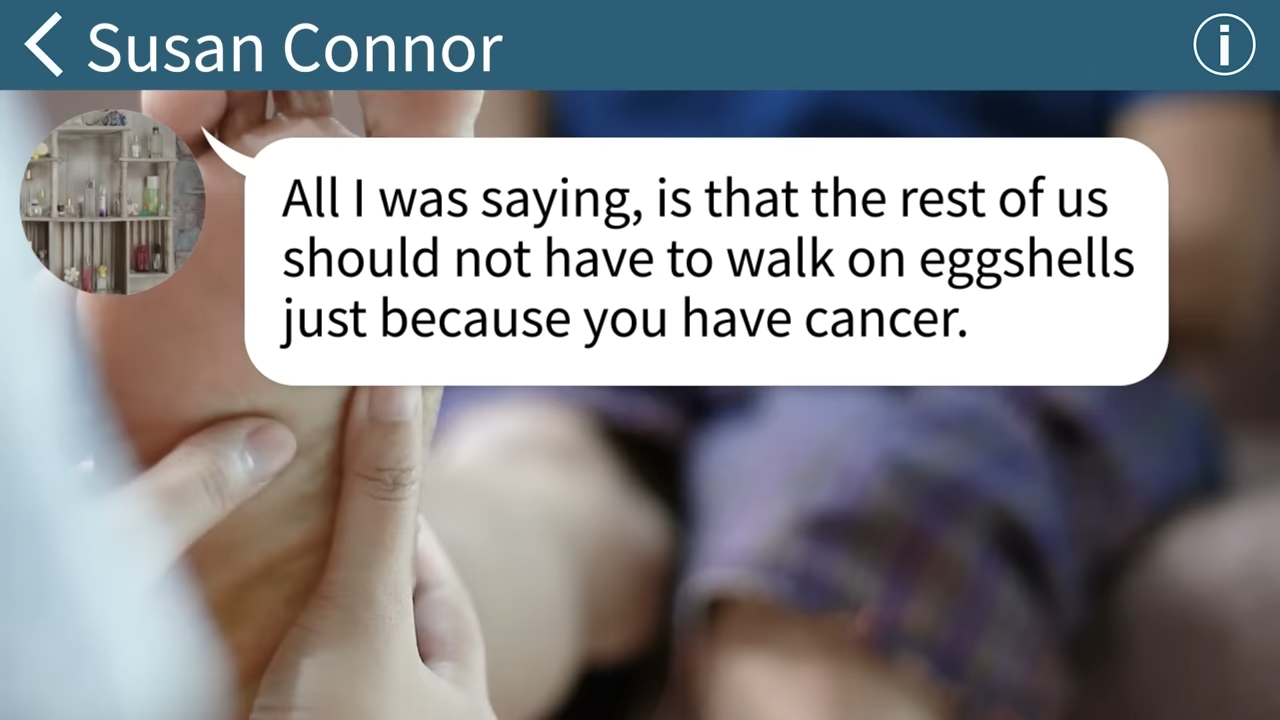 Susan Connor
All I was saying, is that the rest of us
should not have to walk on eggshells
just because you have cancer.